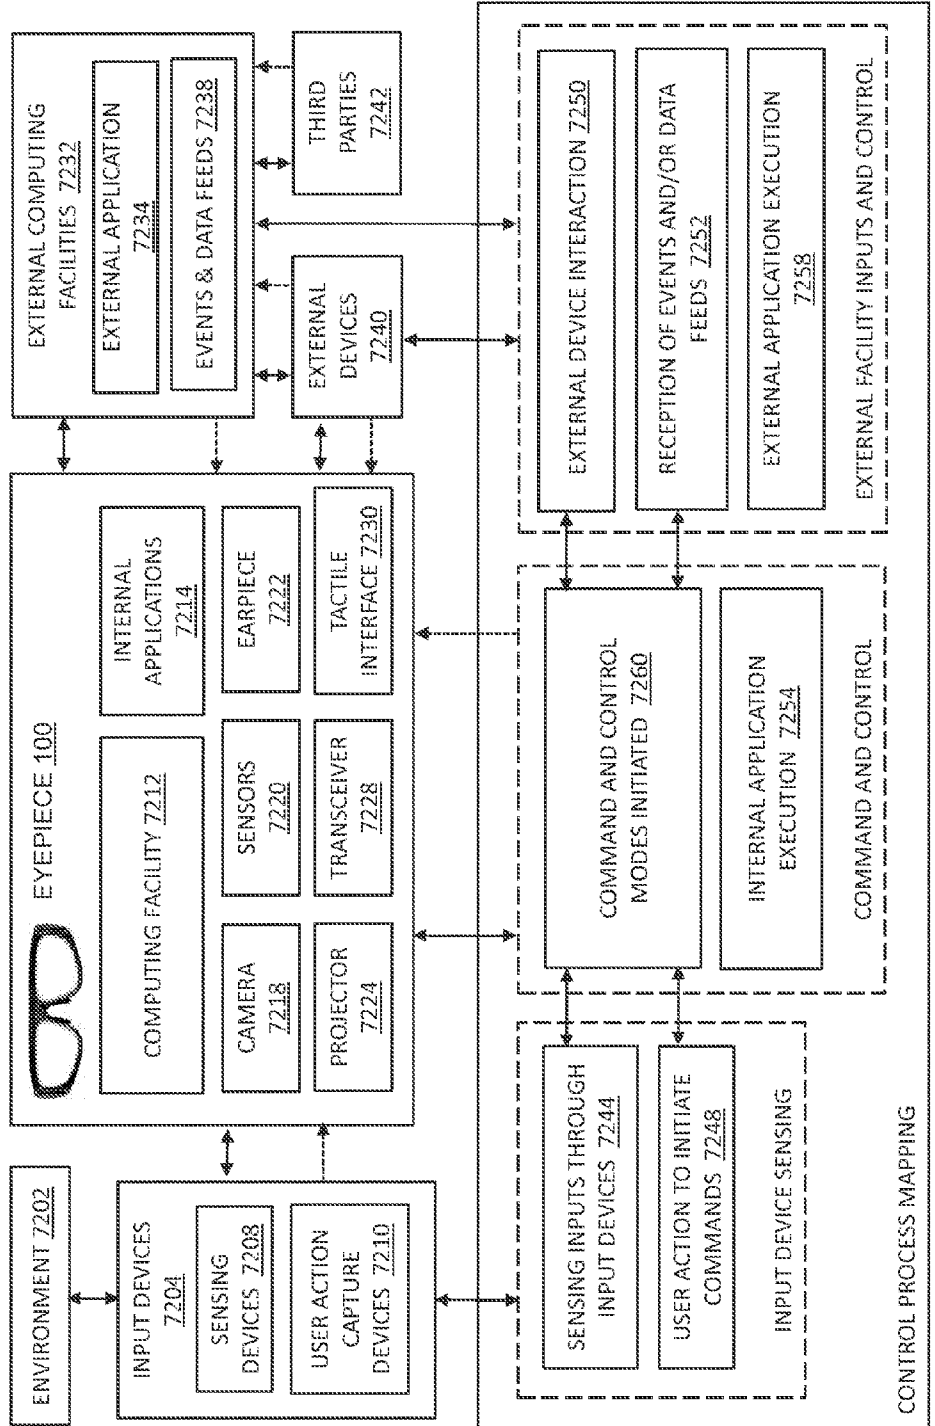 ENVIRONMENT 7202
INPUT DEVICES
7204
SENSING
DEVICES 7208
USER ACTION
CAPTURE
DEVICES 7210
EYEPIECE 100
COMPUTING FACILITY 7212
INTERNAL
APPLICATIONS
7214
CAMERA
7218
SENSORS
7220
EARPIECE
7222
PROJECTOR
7224
TRANSCEIVER
7228
TACTILE
INTERFACE 7230
EXTERNAL COMPUTING
FACILITIES 7232
EXTERNAL APPLICATION
7234
EVENTS & DATA FEEDS 7238
EXTERNAL
DEVICES
7240
THIRD
PARTIES
7242
SENSING INPUTS THROUGH
INPUT DEVICES 7244
USER ACTION TO INITIATE
COMMANDS 7248
INPUT DEVICE SENSING
COMMAND AND CONTROL
MODES INITIATED 7260
INTERNAL APPLICATION
EXECUTION 7254
COMMAND AND CONTROL
EXTERNAL DEVICE INTERACTION 7250
RECEPTION OF EVENTS AND/OR DATA
FEEDS 7252
EXTERNAL APPLICATION EXECUTION
7258
EXTERNAL FACILITY INPUTS AND CONTROL
CONTROL PROCESS MAPPING